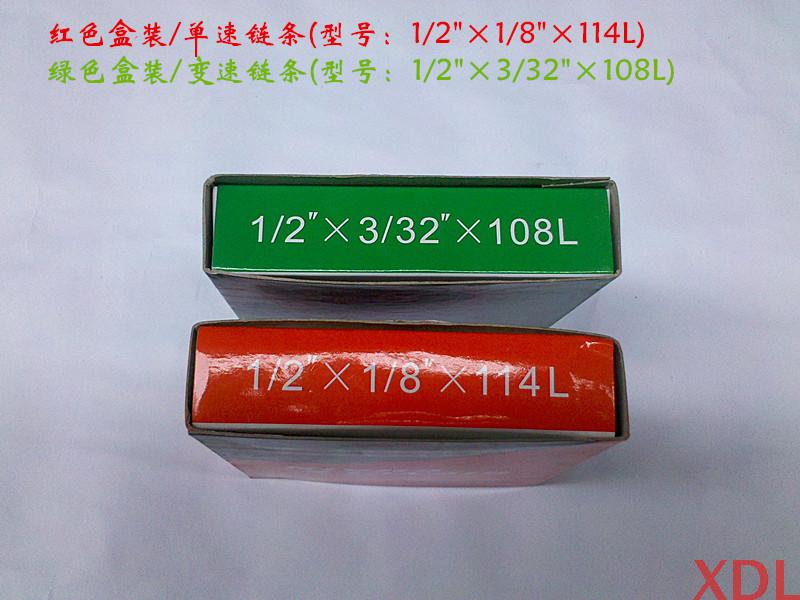 红色盒装/单速链条(型号：1/2"×1/8"×114L)
绿色盒装/变速链条(型号：1/2"×3/32"×108L)
1/2"×3/32"×108L
1/2"×1/8"×114L
XDL